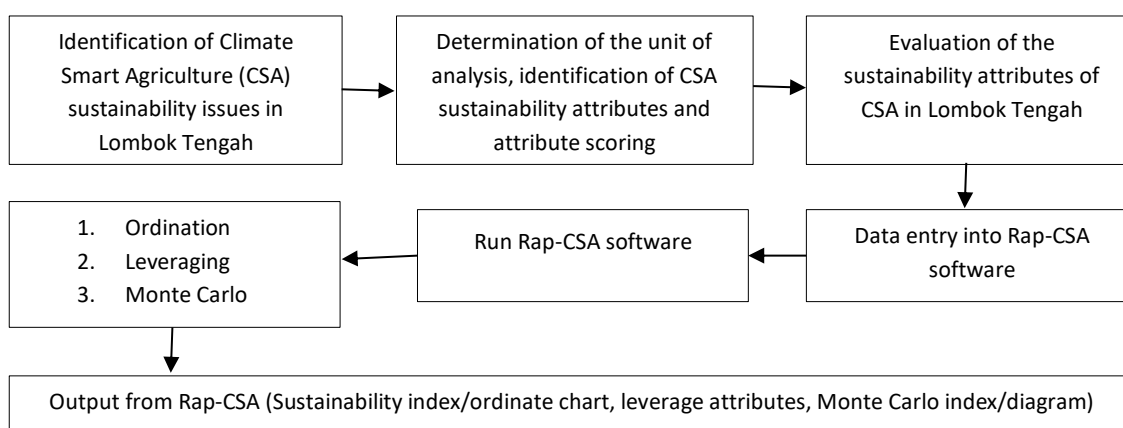 Identification of Climate
Smart Agriculture (CSA)
sustainability issues in
Lombok Tengah
Determination of the unit of
analysis, identification of CSA
sustainability attributes and
attribute scoring
Evaluation of the
sustainability attributes of
CSA in Lombok Tengah
Data entry into Rap-CSA
software
Run Rap-CSA software
1. Ordination
2. Leveraging
3. Monte Carlo
Output from Rap-CSA (Sustainability index/ordinate chart, leverage attributes, Monte Carlo index/diagram)